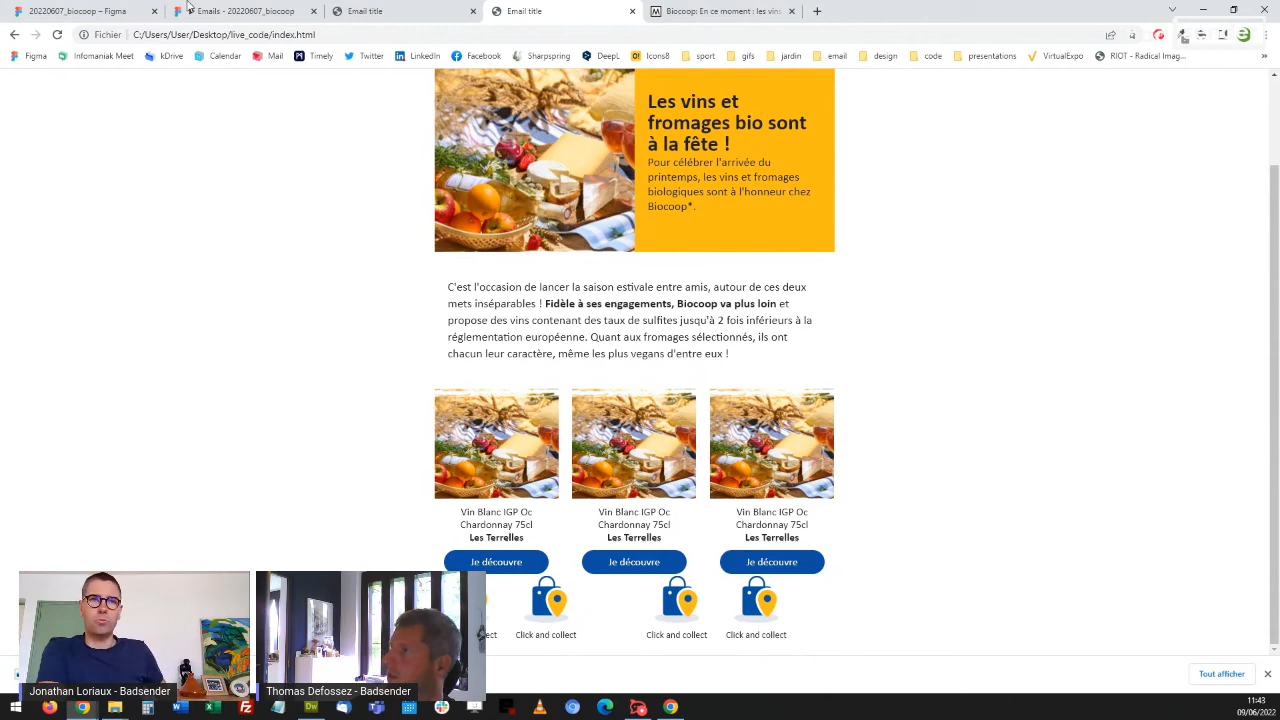 20220607_biocoop – Figma
Emails - 20220607_biocoop
Email title
Email title
Biocoop: En ce moment : les vins
Fichier
C:/Users/User/Desktop/live_code/index.html
Figma
Infomaniak Meet
kDrive
Calendar
Mail
Timely
Twitter
LinkedIn
Facebook
Sharpspring
DeepL
Icons8
sport
gifs
jardin
email
design
code
presentations
VirtualExpo
RIOT - Radical Imag...
Les vins et
fromages bio sont
à la fête !
Pour célébrer l'arrivée du
printemps, les vins et fromages
biologiques sont à l'honneur chez
Biocoop*.
C'est l'occasion de lancer la saison estivale entre amis, autour de ces deux
mets inséparables ! Fidèle à ses engagements, Biocoop va plus loin et
propose des vins contenant des taux de sulfites jusqu'à 2 fois inférieurs à la
réglementation européenne. Quant aux fromages sélectionnés, ils ont
chacun leur caractère, même les plus vegans d'entre eux !
Vin Blanc IGP Oc
Chardonnay 75cl
Les Terrelles
Je découvre
Vin Blanc IGP Oc
Chardonnay 75cl
Les Terrelles
Je découvre
Vin Blanc IGP Oc
Chardonnay 75cl
Les Terrelles
Je découvre
ect
Click and collect
Click and collect
Click and collect
Tout afficher
Jonathan Loriaux - Badsender
Thomas Defossez - Badsender
11:43
09/06/2022